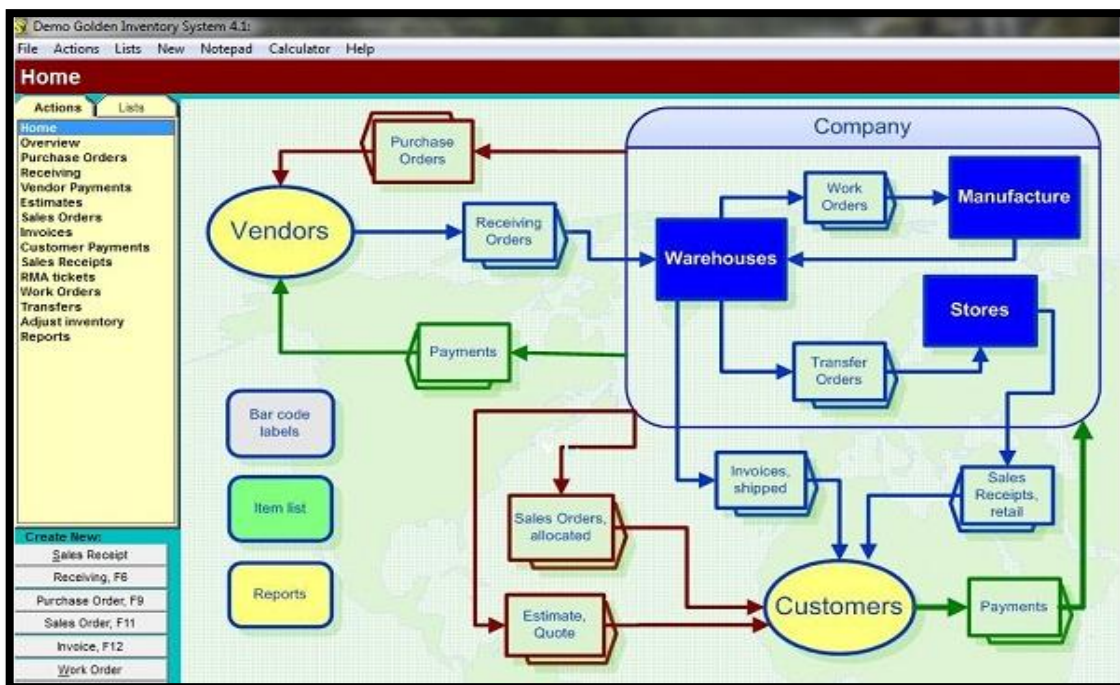 Demo Golden Inventory System 4.1:
File Actions Lists New Notepad Calculator Help
Home
Actions Lists
Home
Overview
Purchase Orders
Receiving
Vendor Payments
Estimates
Sales Orders
Invoices
Customer Payments
Sales Receipts
RMA tickets
Work Orders
Transfers
Adjust inventory
Reports
Create New:
Sales Receipt
Receiving, F6
Purchase Order, F9
Sales Order, F11
Invoice, F12
Work Order
Company
Purchase
Orders
Vendors
Receiving
Orders
Work
Orders
Manufacture
Warehouses
Stores
Payments
Transfer
Orders
Bar code
labels
Item list
Reports
Invoices,
shipped
Sales
Receipts,
retail
Sales Orders,
allocated
Estimate,
Quote
Customers
Payments